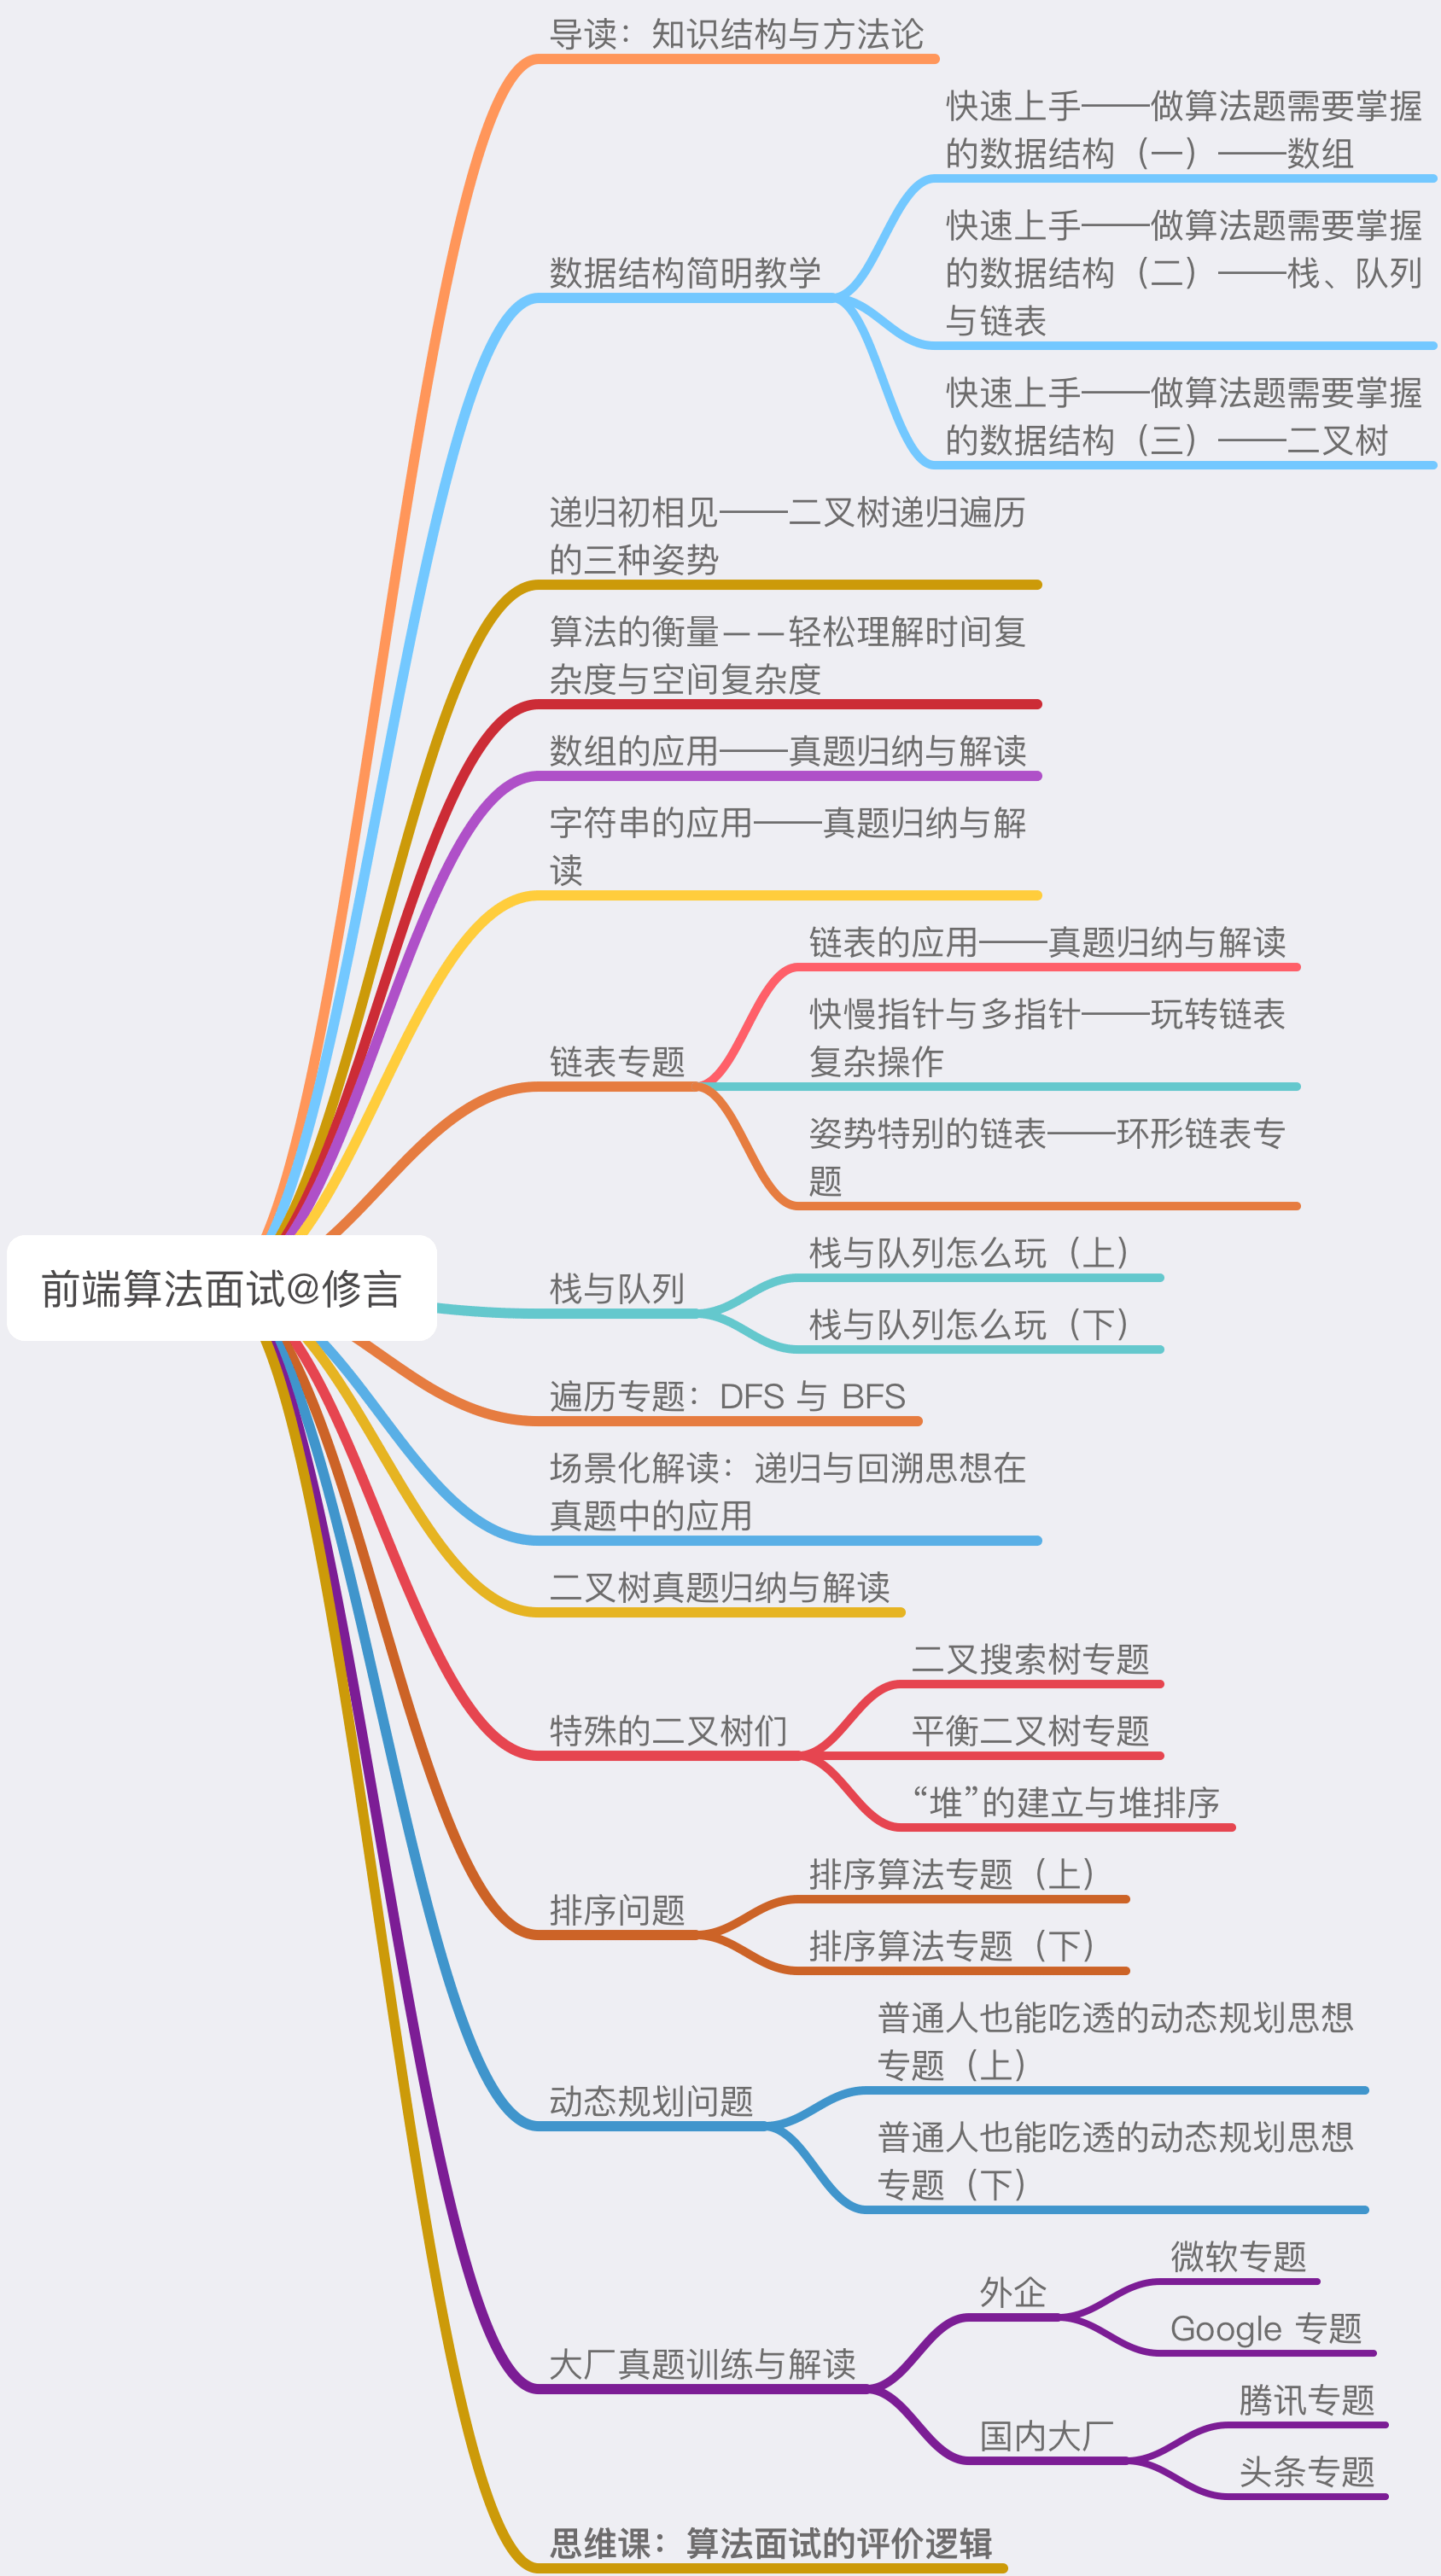 导读：知识结构与方法论
快速上手——做算法题需要掌握
的数据结构（一）——数组
数据结构简明教学
快速上手——做算法题需要掌握
的数据结构（二）——栈、队列
与链表
快速上手——做算法题需要掌握
的数据结构（三）——二叉树
递归初相见——二叉树递归遍历
的三种姿势
算法的衡量——轻松理解时间复
杂度与空间复杂度
数组的应用——真题归纳与解读
字符串的应用——真题归纳与解
读
链表专题
链表的应用——真题归纳与解读
快慢指针与多指针——玩转链表
复杂操作
姿势特别的链表——环形链表专
题
前端算法面试@修言
栈与队列
栈与队列怎么玩（上）
栈与队列怎么玩（下）
遍历专题：DFS 与 BFS
场景化解读：递归与回溯思想在
真题中的应用
二叉树真题归纳与解读
特殊的二叉树们
二叉搜索树专题
平衡二叉树专题
“堆”的建立与堆排序
排序问题
排序算法专题（上）
排序算法专题（下）
动态规划问题
普通人也能吃透的动态规划思想
专题（上）
普通人也能吃透的动态规划思想
专题（下）
大厂真题训练与解读
外企
微软专题
Google 专题
国内大厂
腾讯专题
头条专题
思维课：算法面试的评价逻辑